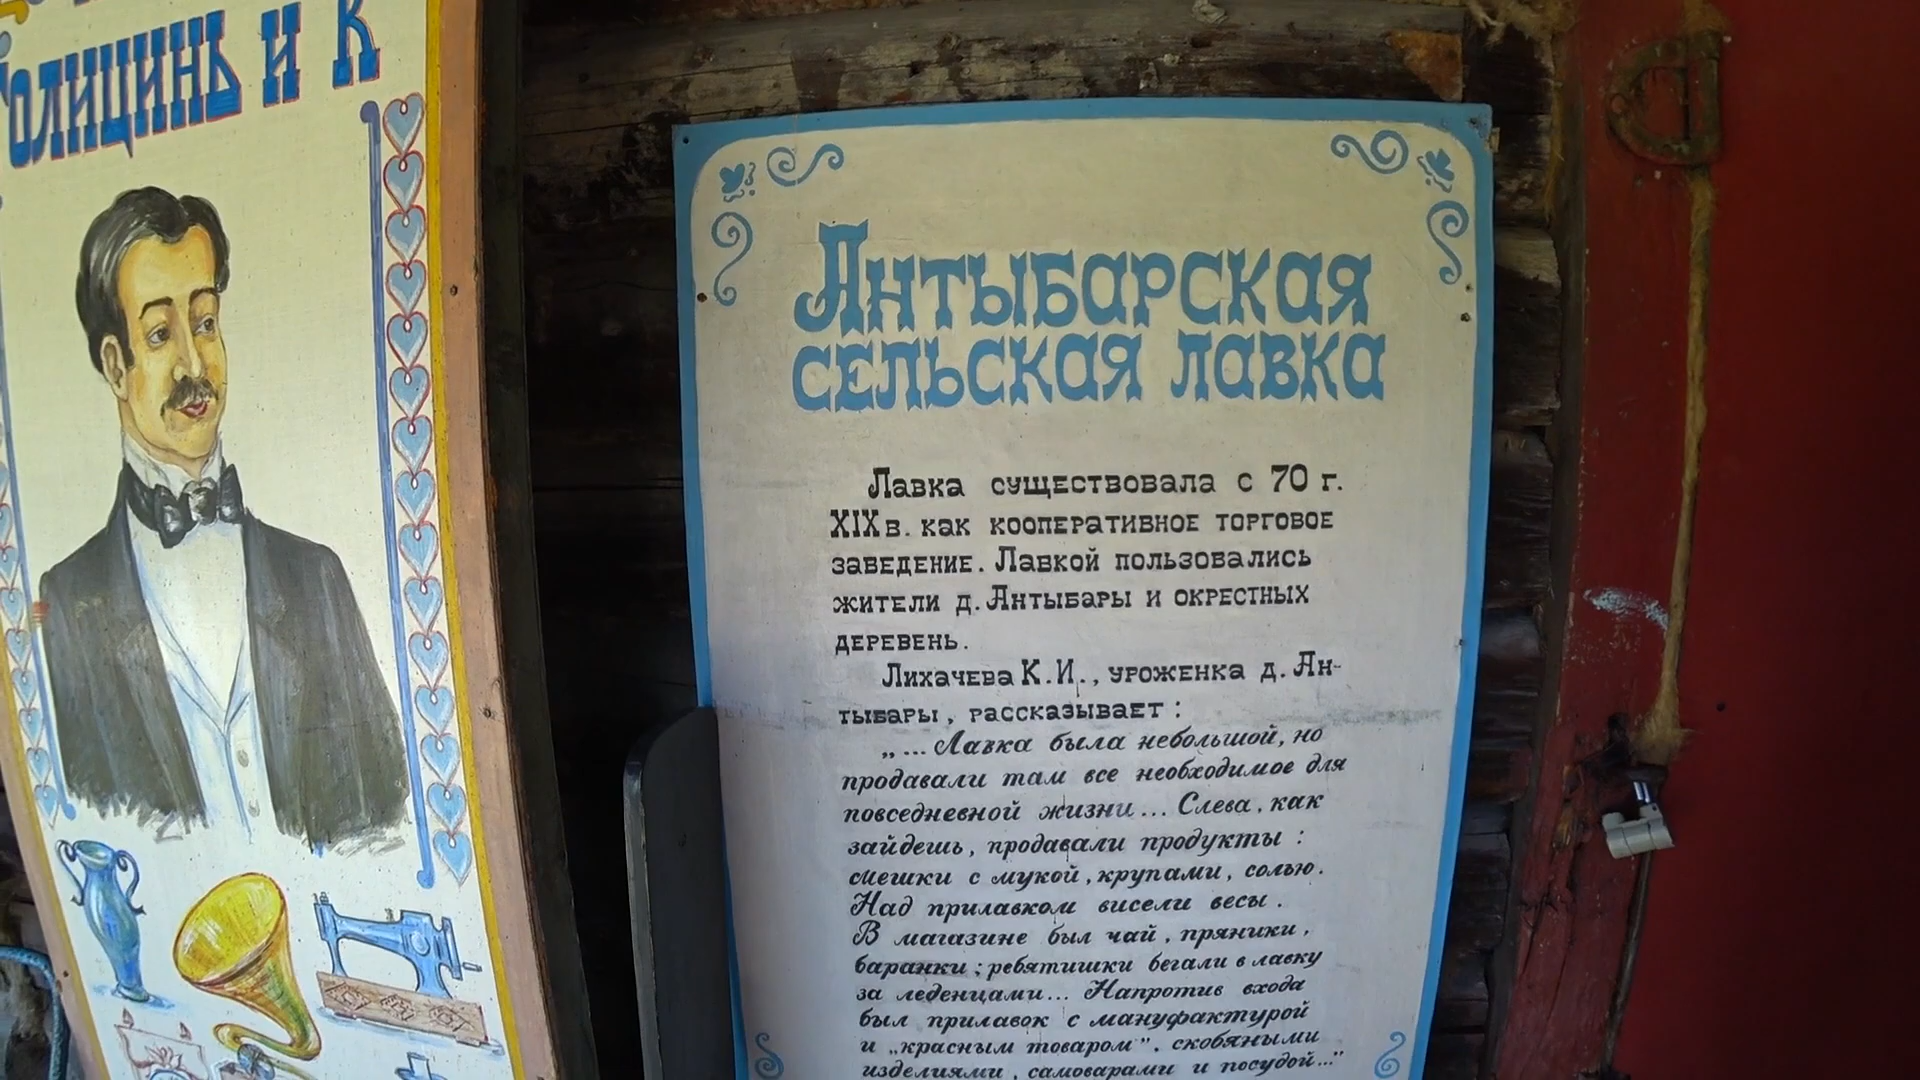 олицинъ и К
Антыбарская
сельская лавка
Лавка существовала с 70 г.
XIX в. как кооперативное торговое
заведение. Лавкой пользовались
жители д. Антыбары и окрестных
деревень.
Лихачева К.И., уроженка д. Ан-
тыбары, рассказывает:
„... Лавка была небольшой, но
продавали там все необходимое для
повседневной жизни... Слева, как
зайдешь, продавали продукты:
мешки с мукой, крупами, солью.
Над прилавком висели весы.
В магазине был чай, пряники,
баранки; ребятишки бегали в лавку
за леденцами... Напротив входа
был прилавок с мануфактурой
и „красным товаром". скобяными
изделиями, самоварами и посудой..."